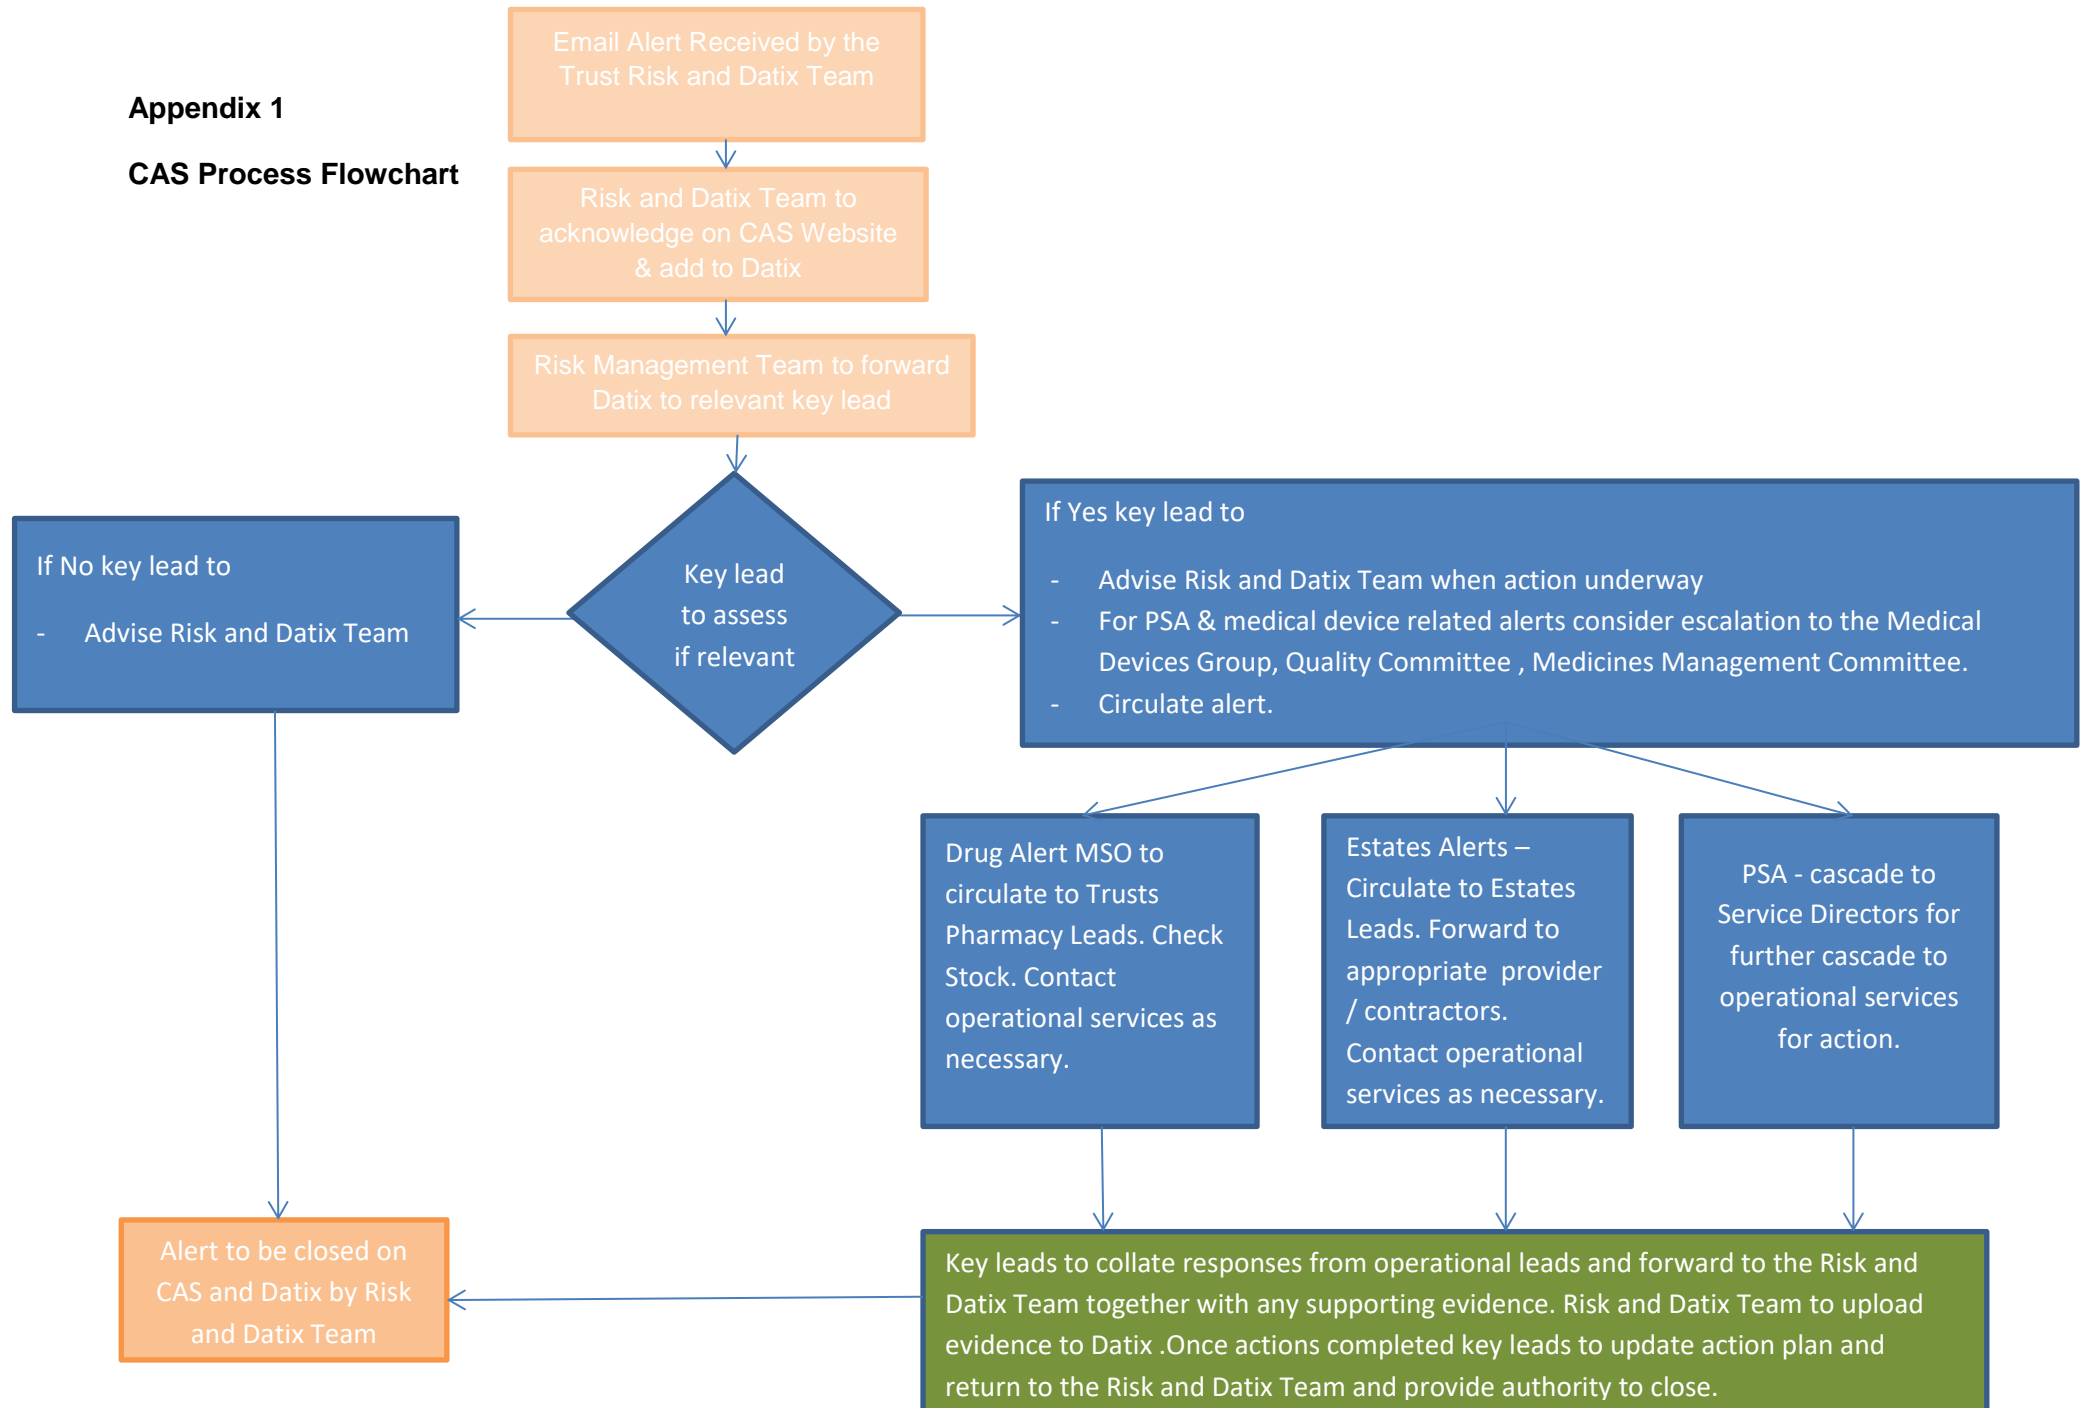 Appendix 1
CAS Process Flowchart
Email Alert Received by the
Trust Risk and Datix Team
Risk and Datix Team to
acknowledge on CAS Website
& add to Datix
Risk Management Team to forward
Datix to relevant key lead
Key lead
to assess
if relevant
If No key lead to
- Advise Risk and Datix Team
If Yes key lead to
- Advise Risk and Datix Team when action underway
- For PSA & medical device related alerts consider escalation to the Medical
Devices Group, Quality Committee , Medicines Management Committee.
- Circulate alert.
Drug Alert MSO to
circulate to Trusts
Pharmacy Leads. Check
Stock. Contact
operational services as
necessary.
Estates Alerts –
Circulate to Estates
Leads. Forward to
appropriate  provider
/ contractors.
Contact operational
services as necessary.
PSA - cascade to
Service Directors for
further cascade to
operational services
for action.
Alert to be closed on
CAS and Datix by Risk
and Datix Team
Key leads to collate responses from operational leads and forward to the Risk and
Datix Team together with any supporting evidence. Risk and Datix Team to upload
evidence to Datix .Once actions completed key leads to update action plan and
return to the Risk and Datix Team and provide authority to close.